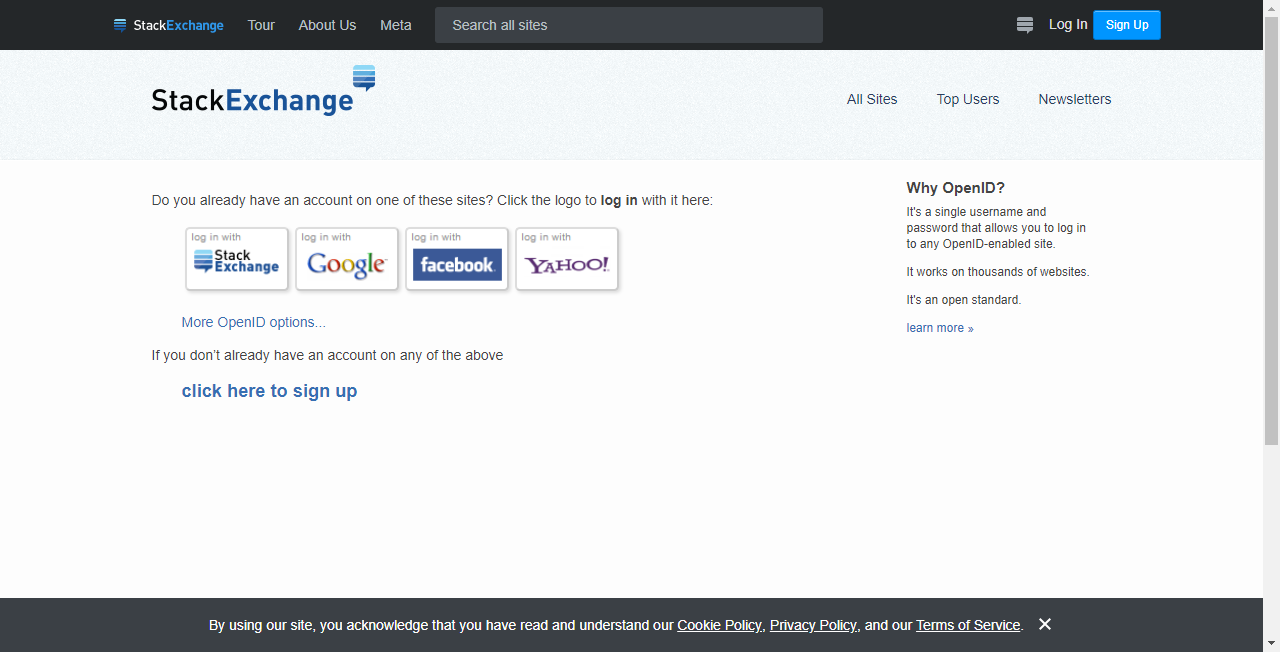 StackExchange Tour About Us Meta Search all sites Log In Sign Up
StackExchange
All Sites Top Users Newsletters
Do you already have an account on one of these sites? Click the logo to log in with it here:
log in with log in with log in with log in with
Stack Exchange Google facebook YAHOO!
More OpenID options...
If you don't already have an account on any of the above
click here to sign up
Why OpenID?
It's a single username and
password that allows you to log in
to any OpenID-enabled site.
It works on thousands of websites.
It's an open standard.
learn more »
By using our site, you acknowledge that you have read and understand our Cookie Policy, Privacy Policy, and our Terms of Service.